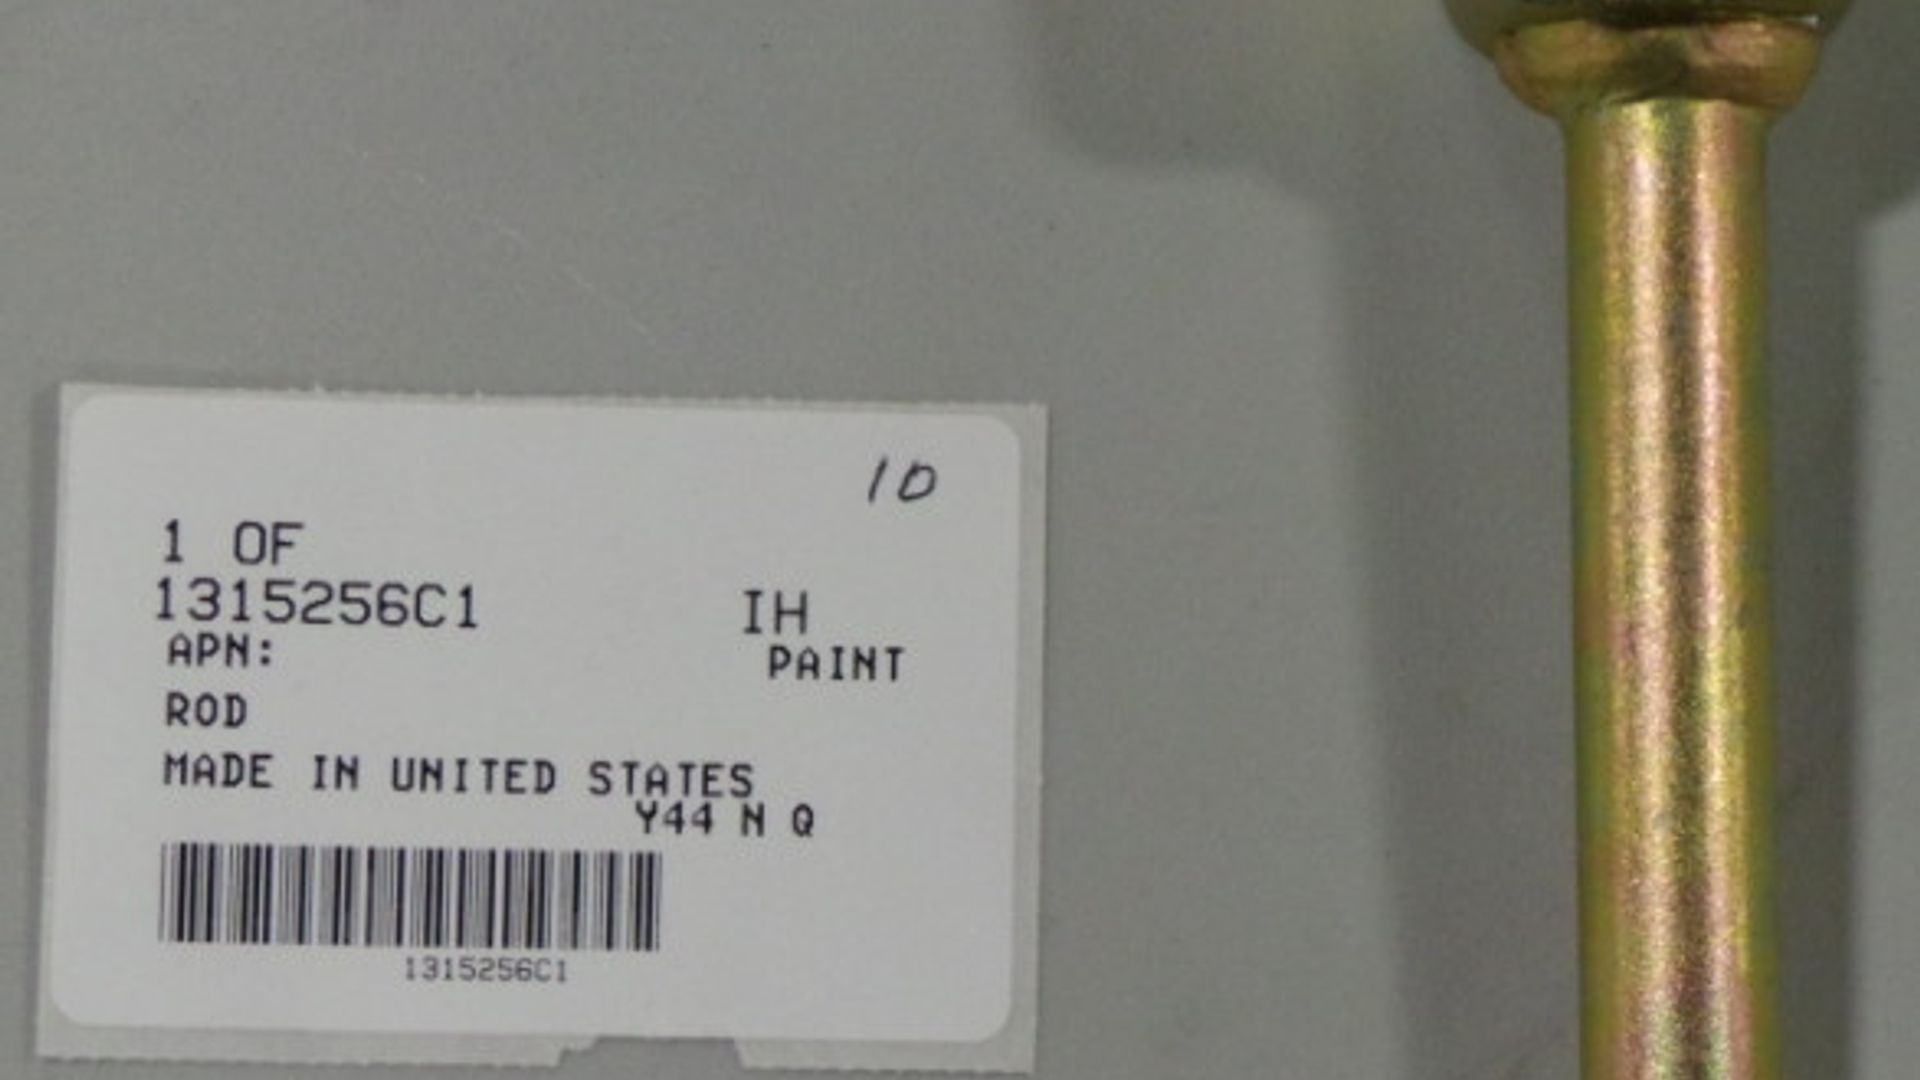 10
1 OF
1315256C1 IH
APN: PAINT
ROD
MADE IN UNITED STATES
Y44 N Q
1315256C1